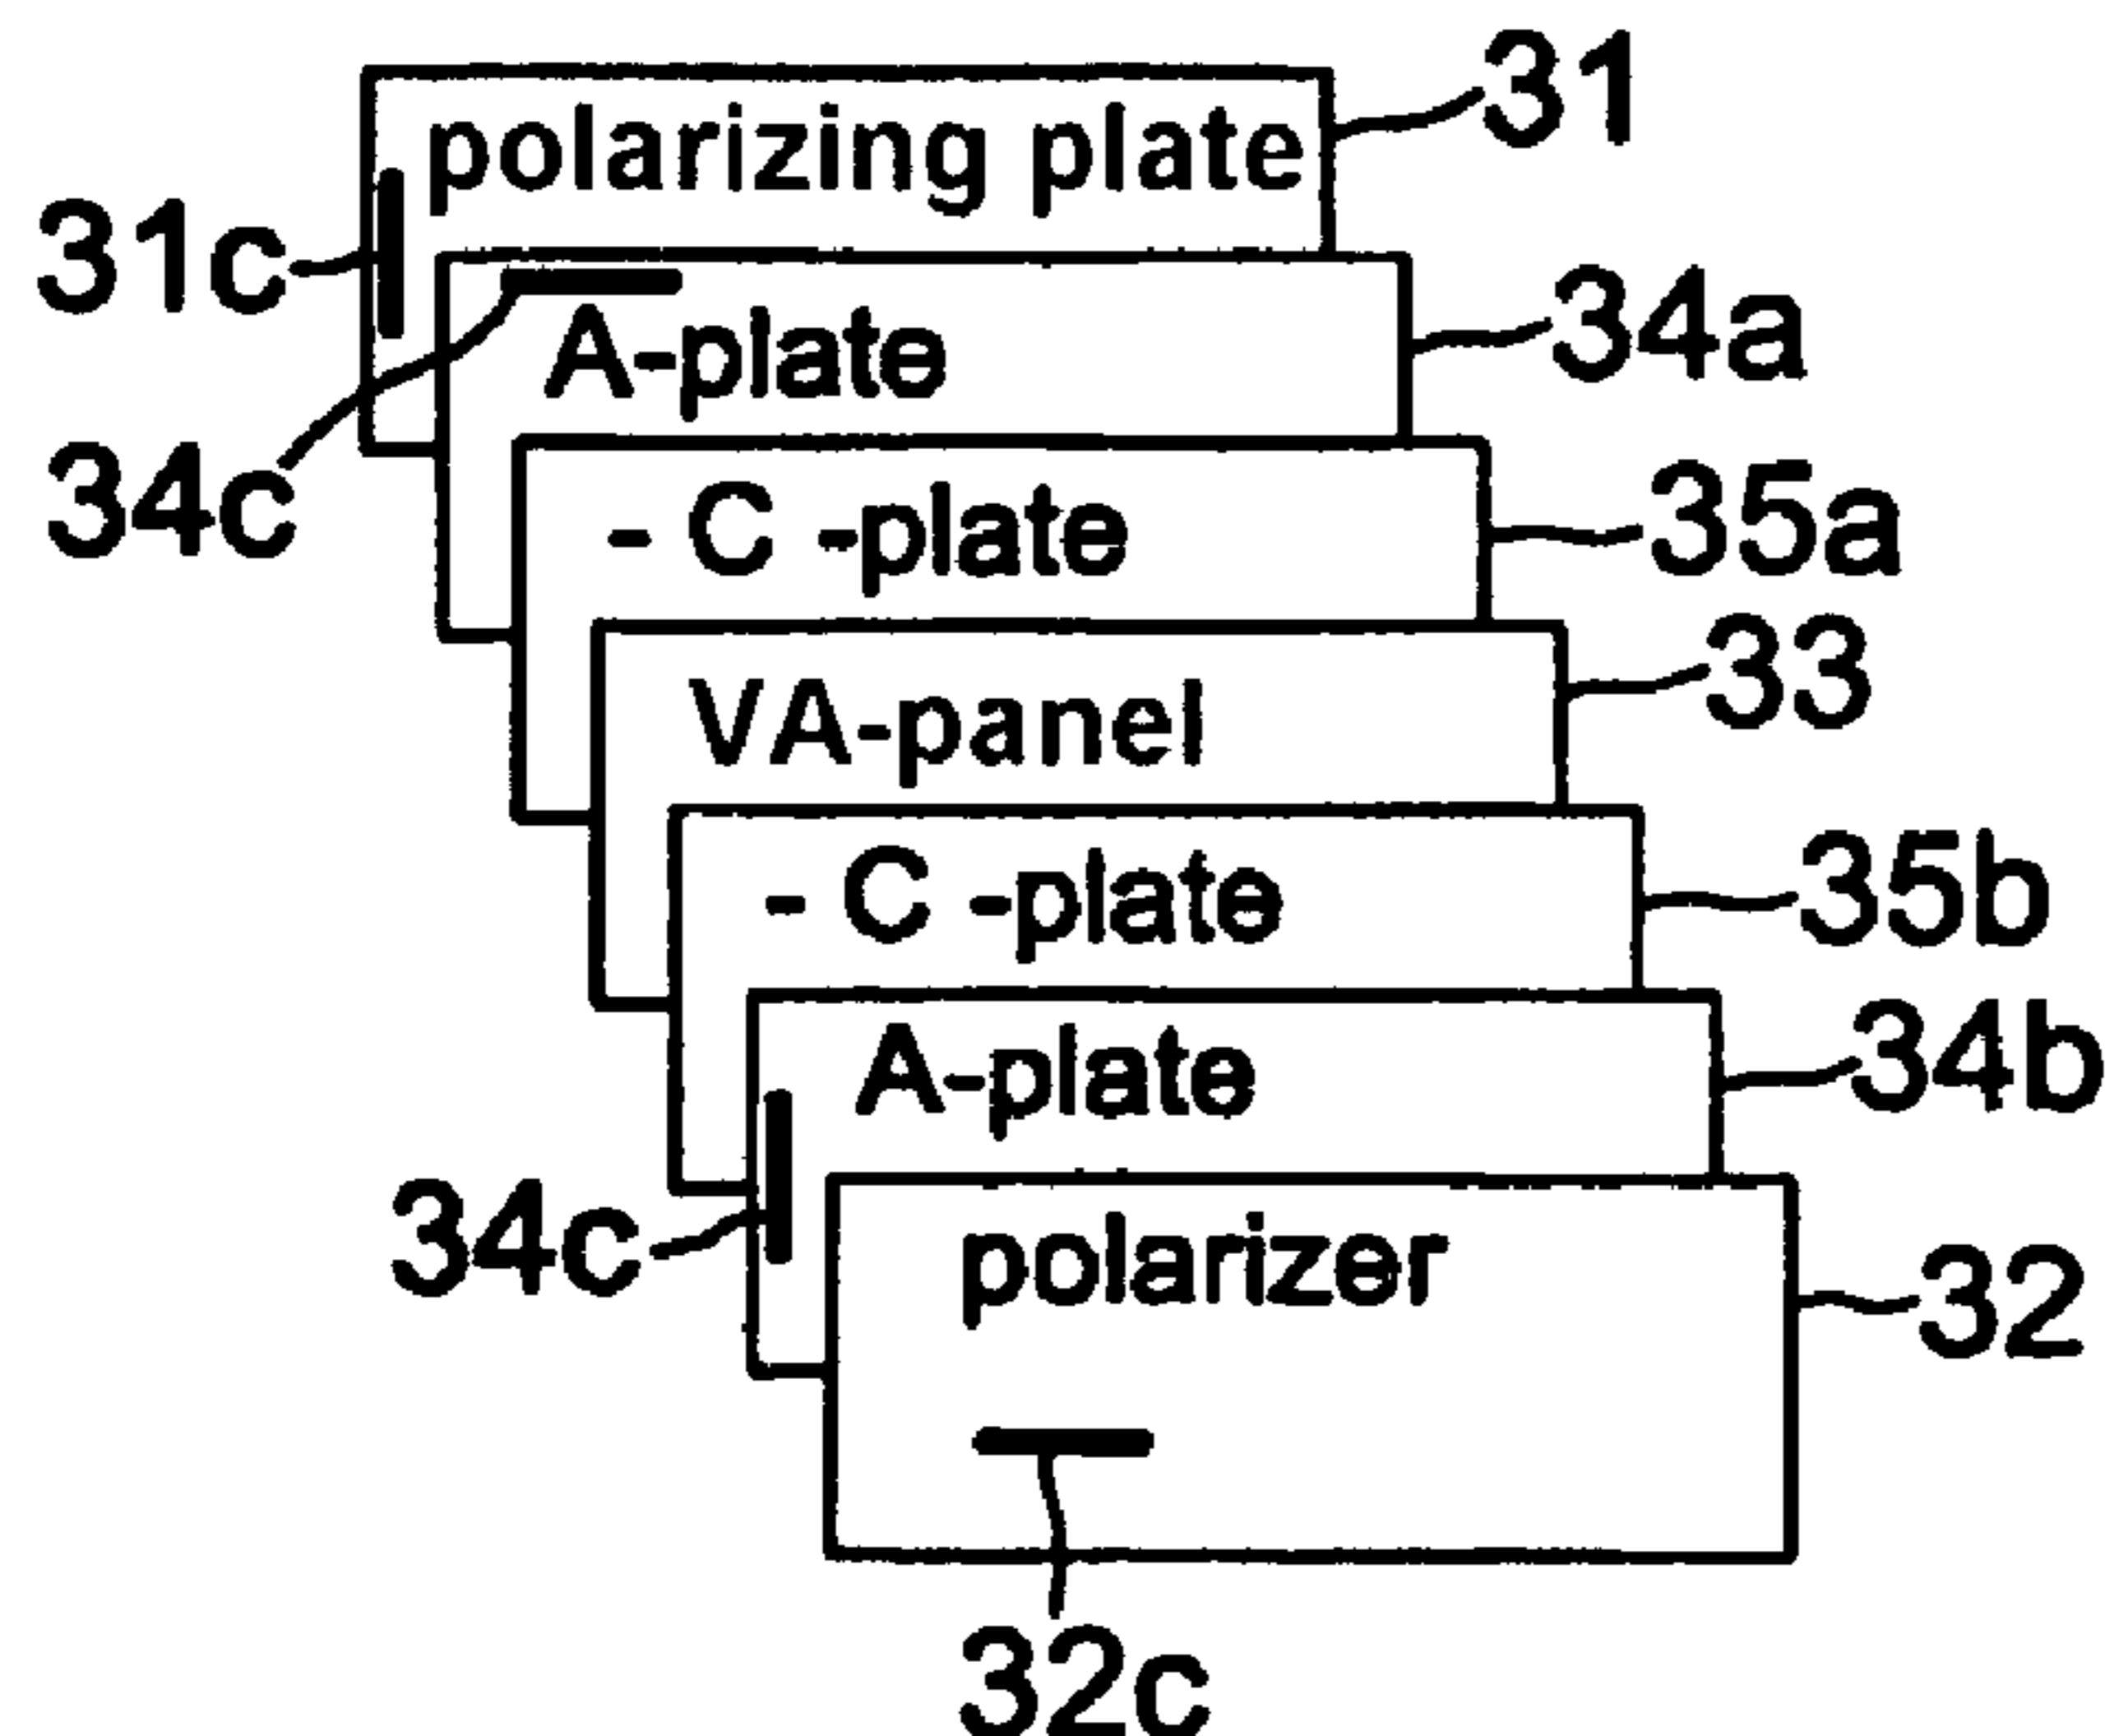 31
polarizing plate
31c
34a
A-plate
34c
35a
- C -plate
33
VA-panel
35b
- C -plate
34b
A-plate
34c
polarizer
32
32c